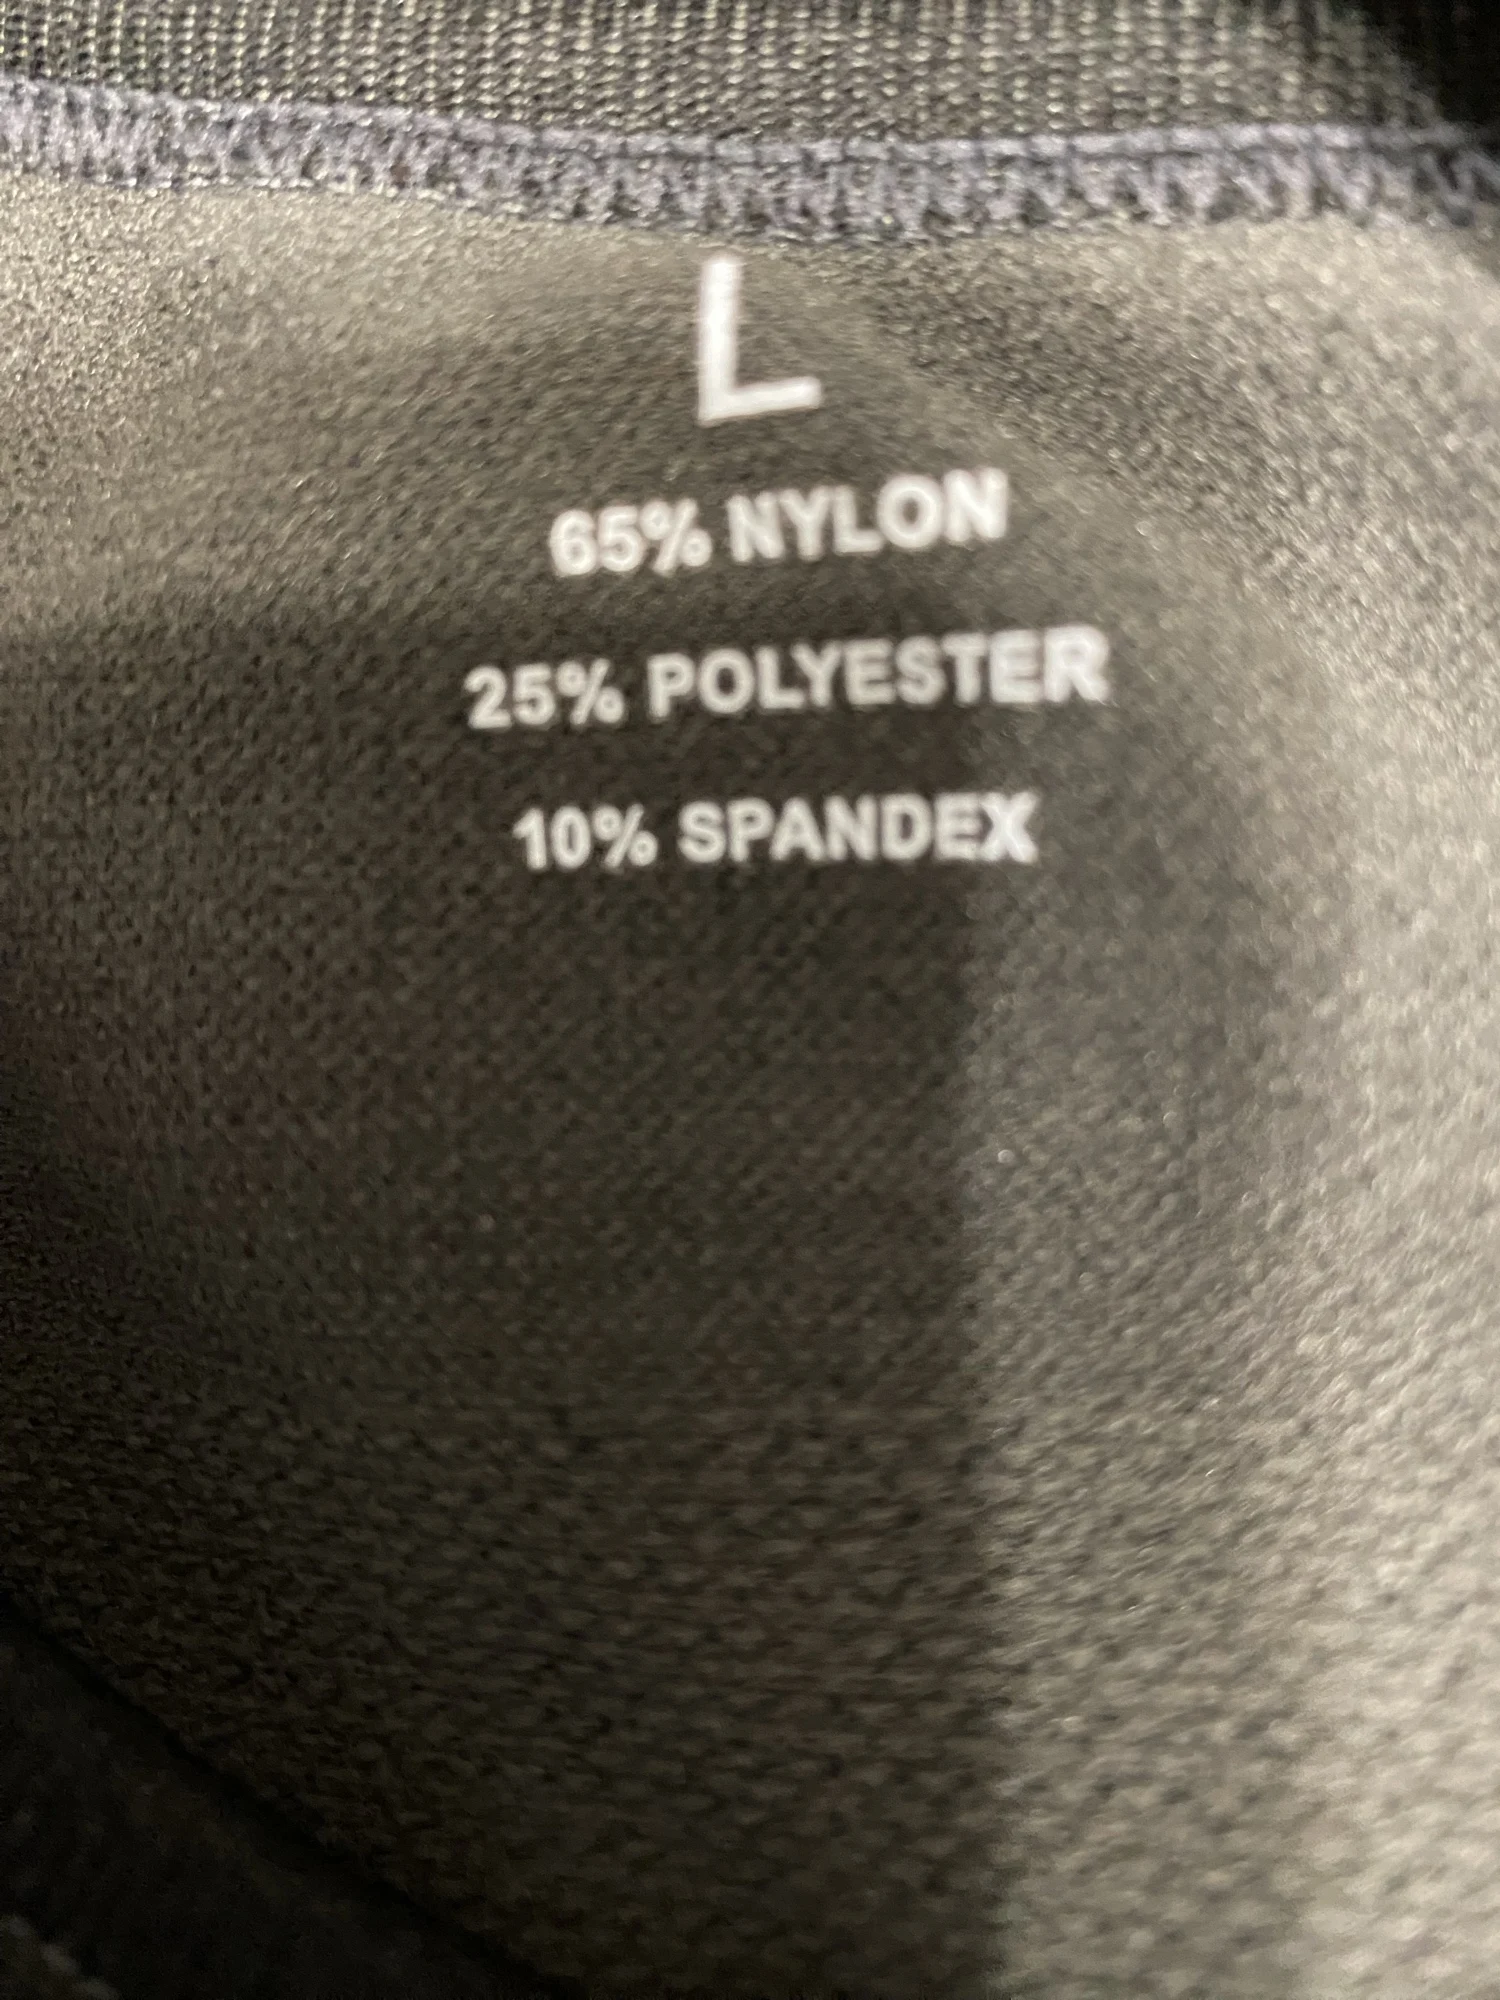 L
65% NYLON
25% POLYESTER
10% SPANDEX